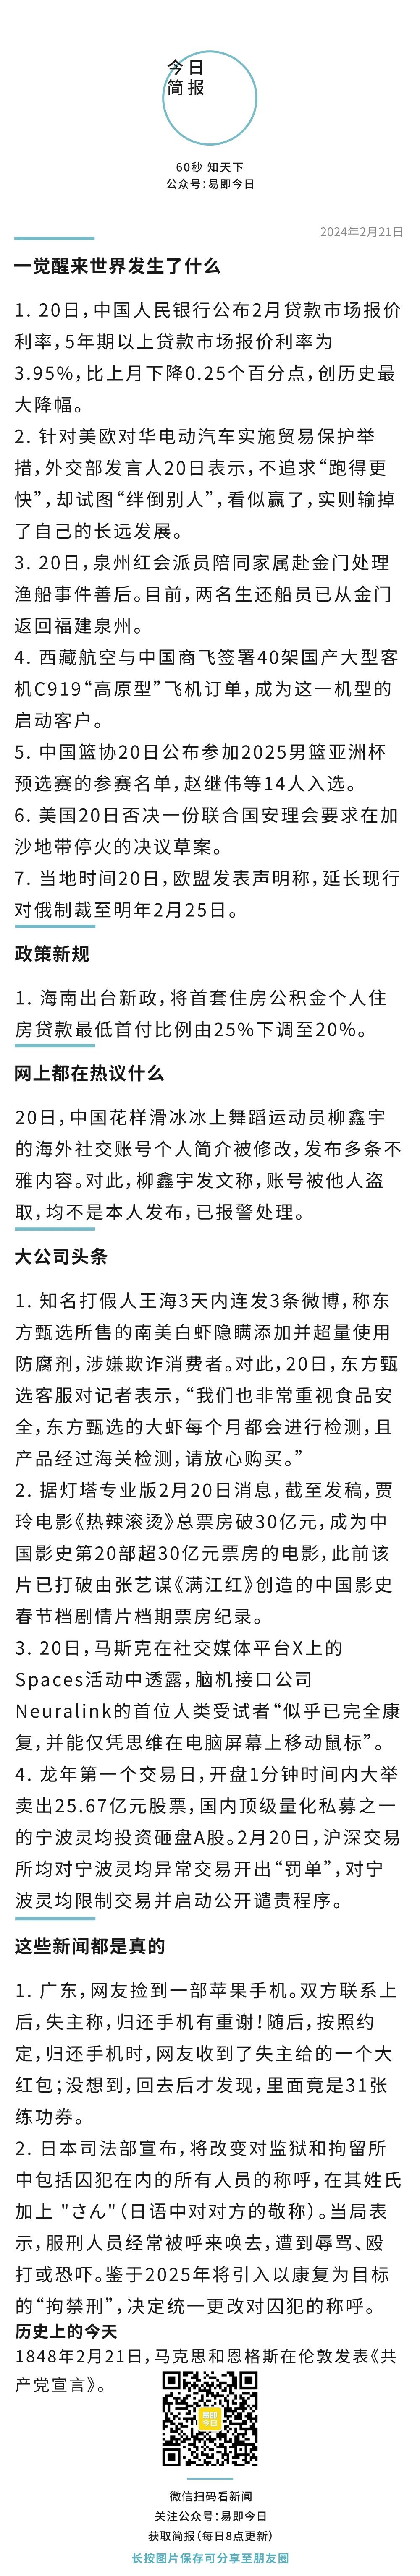 今日
简报
60秒 知天下
公众号：易即今日
2024年2月21日
一觉醒来世界发生了什么
1. 20日，中国人民银行公布2月贷款市场报价
利率，5年期以上贷款市场报价利率为
3.95%，比上月下降0.25个百分点，创历史最
大降幅。
2. 针对美欧对华电动汽车实施贸易保护举
措，外交部发言人20日表示，不追求“跑得更
快”，却试图“绊倒别人”，看似赢了，实则输掉
了自己的长远发展。
3. 20日，泉州红会派员陪同家属赴金门处理
渔船事件善后。目前，两名生还船员已从金门
返回福建泉州。
4. 西藏航空与中国商飞签署40架国产大型客
机C919“高原型”飞机订单，成为这一机型的
启动客户。
5. 中国篮协20日公布参加2025男篮亚洲杯
预选赛的参赛名单，赵继伟等14人入选。
6. 美国20日否决一份联合国安理会要求在加
沙地带停火的决议草案。
7. 当地时间20日，欧盟发表声明称，延长现行
对俄制裁至明年2月25日。
政策新规
1. 海南出台新政，将首套住房公积金个人住
房贷款最低首付比例由25%下调至20%。
网上都在热议什么
20日，中国花样滑冰冰上舞蹈运动员柳鑫宇
的海外社交账号个人简介被修改，发布多条不
雅内容。对此，柳鑫宇发文称，账号被他人盗
取，均不是本人发布，已报警处理。
大公司头条
1. 知名打假人王海3天内连发3条微博，称东
方甄选所售的南美白虾隐瞒添加并超量使用
防腐剂，涉嫌欺诈消费者。对此，20日，东方甄
选客服对记者表示，“我们也非常重视食品安
全，东方甄选的大虾每个月都会进行检测，且
产品经过海关检测，请放心购买。”
2. 据灯塔专业版2月20日消息，截至发稿，贾
玲电影《热辣滚烫》总票房破30亿元，成为中
国影史第20部超30亿元票房的电影，此前该
片已打破由张艺谋《满江红》创造的中国影史
春节档剧情片档期票房纪录。
3. 20日，马斯克在社交媒体平台X上的
Spaces活动中透露，脑机接口公司
Neuralink的首位人类受试者“似乎已完全康
复，并能仅凭思维在电脑屏幕上移动鼠标”。
4. 龙年第一个交易日，开盘1分钟时间内大举
卖出25.67亿元股票，国内顶级量化私募之一
的宁波灵均投资砸盘A股。2月20日，沪深交易
所均对宁波灵均异常交易开出“罚单”，对宁
波灵均限制交易并启动公开谴责程序。
这些新闻都是真的
1. 广东，网友捡到一部苹果手机。双方联系上
后，失主称，归还手机有重谢！随后，按照约
定，归还手机时，网友收到了失主给的一个大
红包；没想到，回去后才发现，里面竟是31张
练功券。
2. 日本司法部宣布，将改变对监狱和拘留所
中包括囚犯在内的所有人员的称呼，在其姓氏
加上 "さん"（日语中对对方的敬称）。当局表
示，服刑人员经常被呼来唤去，遭到辱骂、殴
打或恐吓。鉴于2025年将引入以康复为目标
的“拘禁刑”，决定统一更改对囚犯的称呼。
历史上的今天
1848年2月21日，马克思和恩格斯在伦敦发表《共
产党宣言》。
易即
今日
微信扫码看新闻
关注公众号：易即今日
获取简报（每日8点更新）
长按图片保存可分享至朋友圈